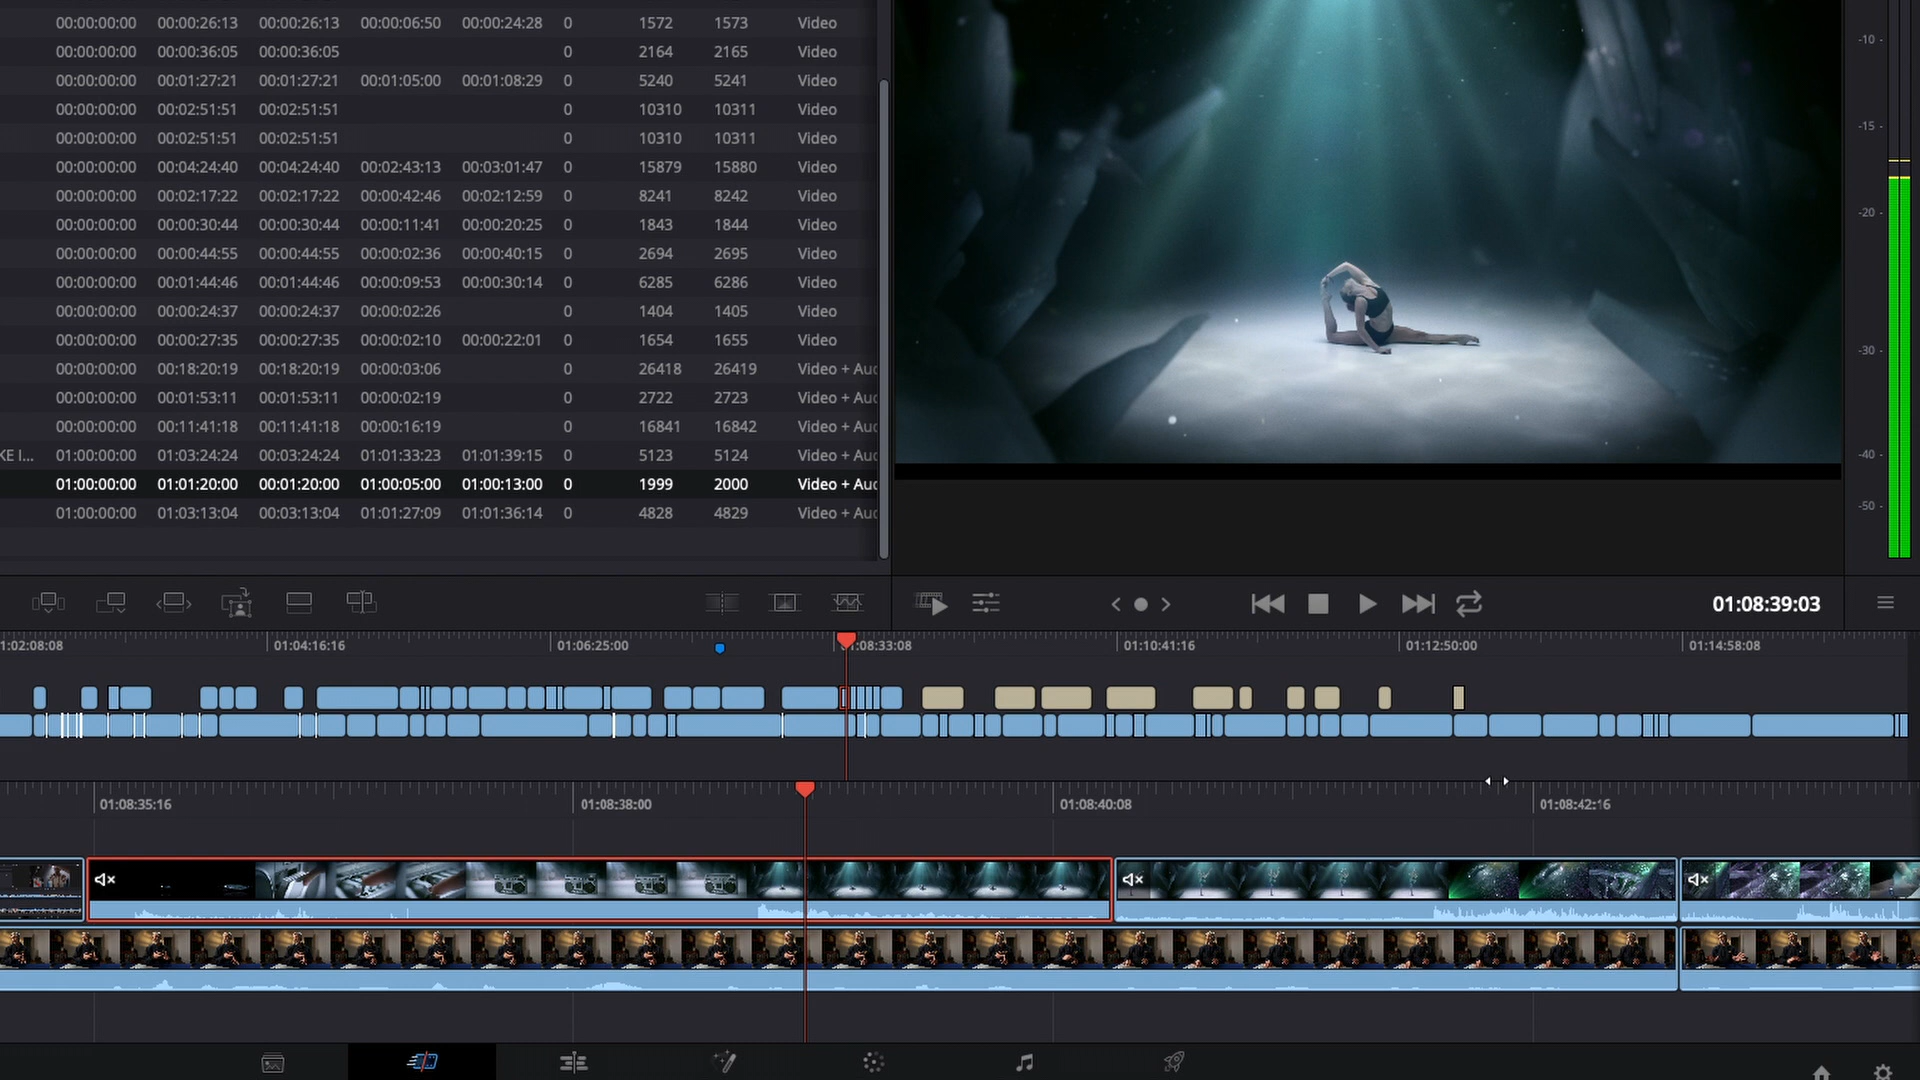 00:00:00:00 00:00:26:13 00:00:26:13 00:00:06:50 00:00:24:28 0 1572 1573 Video
00:00:00:00 00:00:36:05 00:00:36:05 0 2164 2165 Video
00:00:00:00 00:01:27:21 00:01:27:21 00:01:05:00 00:01:08:29 0 5240 5241 Video
00:00:00:00 00:02:51:51 00:02:51:51 0 10310 10311 Video
00:00:00:00 00:02:51:51 00:02:51:51 0 10310 10311 Video
00:00:00:00 00:04:24:40 00:04:24:40 00:02:43:13 00:03:01:47 0 15879 15880 Video
00:00:00:00 00:02:17:22 00:02:17:22 00:00:42:46 00:02:12:59 0 8241 8242 Video
00:00:00:00 00:00:30:44 00:00:30:44 00:00:11:41 00:00:20:25 0 1843 1844 Video
00:00:00:00 00:00:44:55 00:00:44:55 00:00:02:36 00:00:40:15 0 2694 2695 Video
00:00:00:00 00:01:44:46 00:01:44:46 00:00:09:53 00:00:30:14 0 6285 6286 Video
00:00:00:00 00:00:24:37 00:00:24:37 00:00:02:26 0 1404 1405 Video
00:00:00:00 00:00:27:35 00:00:27:35 00:00:02:10 00:00:22:01 0 1654 1655 Video
00:00:00:00 00:18:20:19 00:18:20:19 00:00:03:06 0 26418 26419 Video + Aud
00:00:00:00 00:01:53:11 00:01:53:11 00:00:02:19 0 2722 2723 Video + Aud
00:00:00:00 00:11:41:18 00:11:41:18 00:00:16:19 0 16841 16842 Video + Aud
KE I... 01:00:00:00 01:03:24:24 00:03:24:24 01:01:33:23 01:01:39:15 0 5123 5124 Video + Aud
01:00:00:00 01:01:20:00 00:01:20:00 01:00:05:00 01:00:13:00 0 1999 2000 Video + Aud
01:00:00:00 01:03:13:04 00:03:13:04 01:01:27:09 01:01:36:14 0 4828 4829 Video + Aud
-10
-15
-20
-30
-40
-50
01:08:39:03
1:02:08:08 01:04:16:16 01:06:25:00 01:08:33:08 01:10:41:16 01:12:50:00 01:14:58:08
01:08:35:16 01:08:38:00 01:08:40:08 01:08:42:16